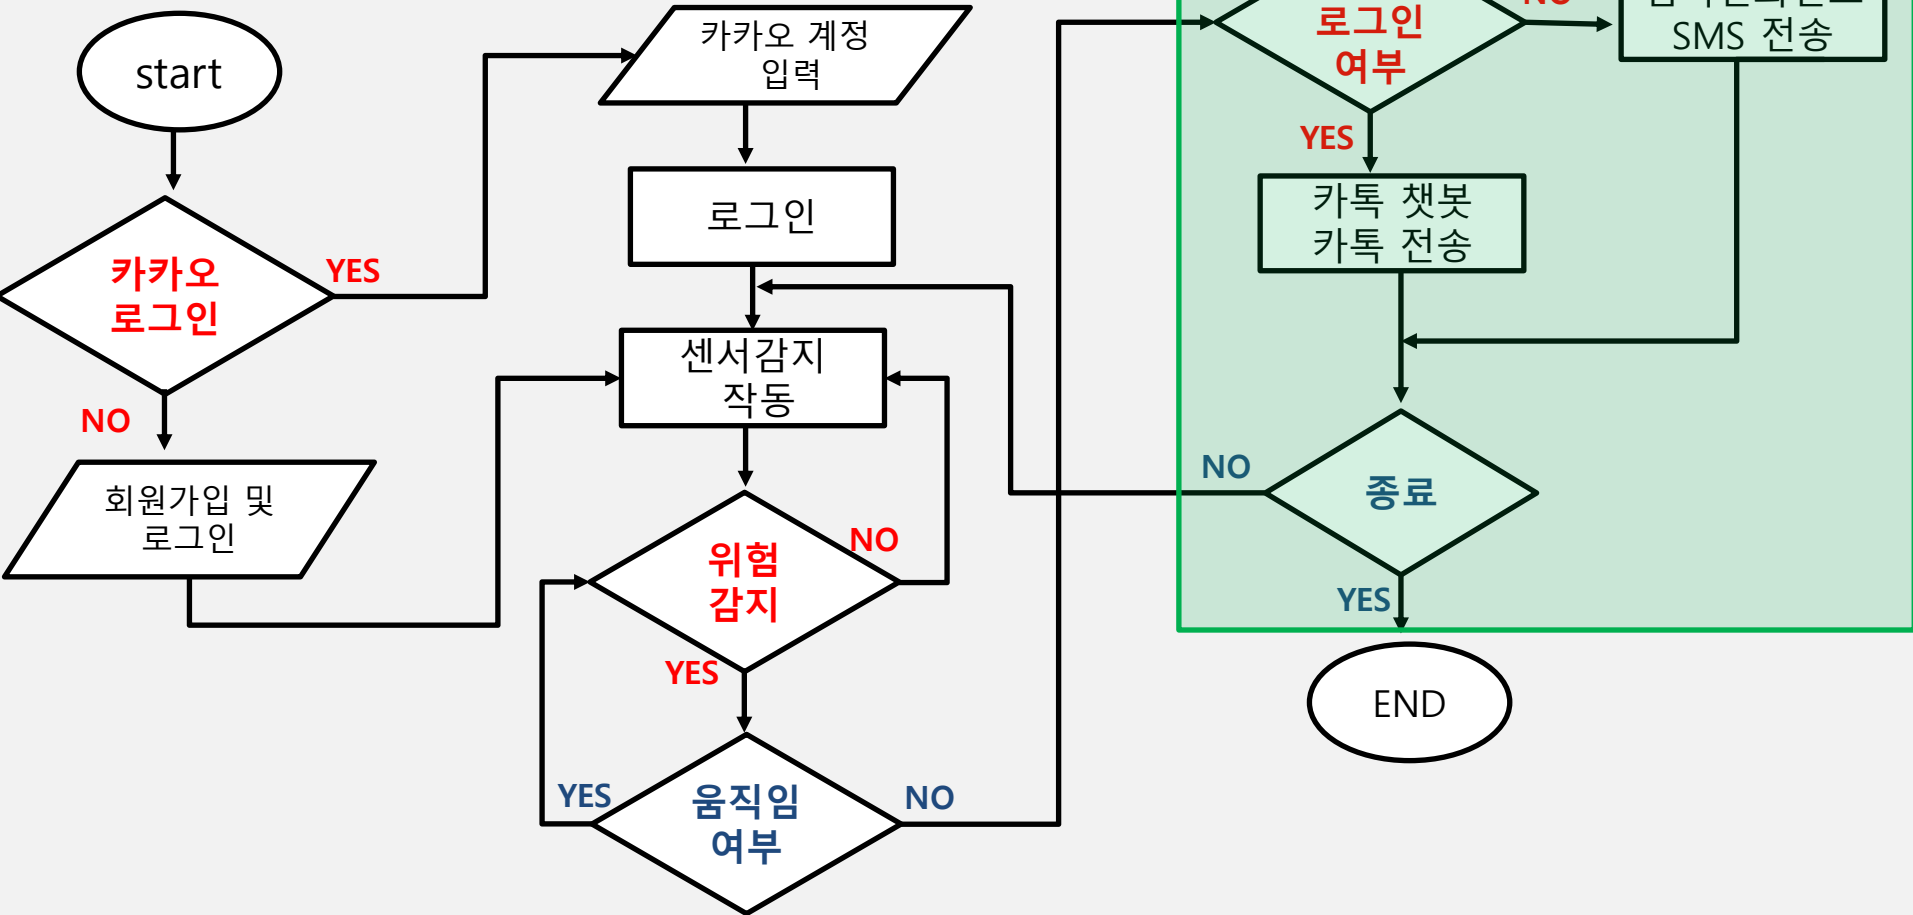 start
카카오
로그인
YES
NO
회원가입 및
로그인
카카오 계정
입력
로그인
센서감지
작동
위험
감지
NO
YES
움직임
여부
YES
NO
로그인
여부
NO
SMS 전송
YES
카톡 챗봇
카톡 전송
종료
NO
YES
END